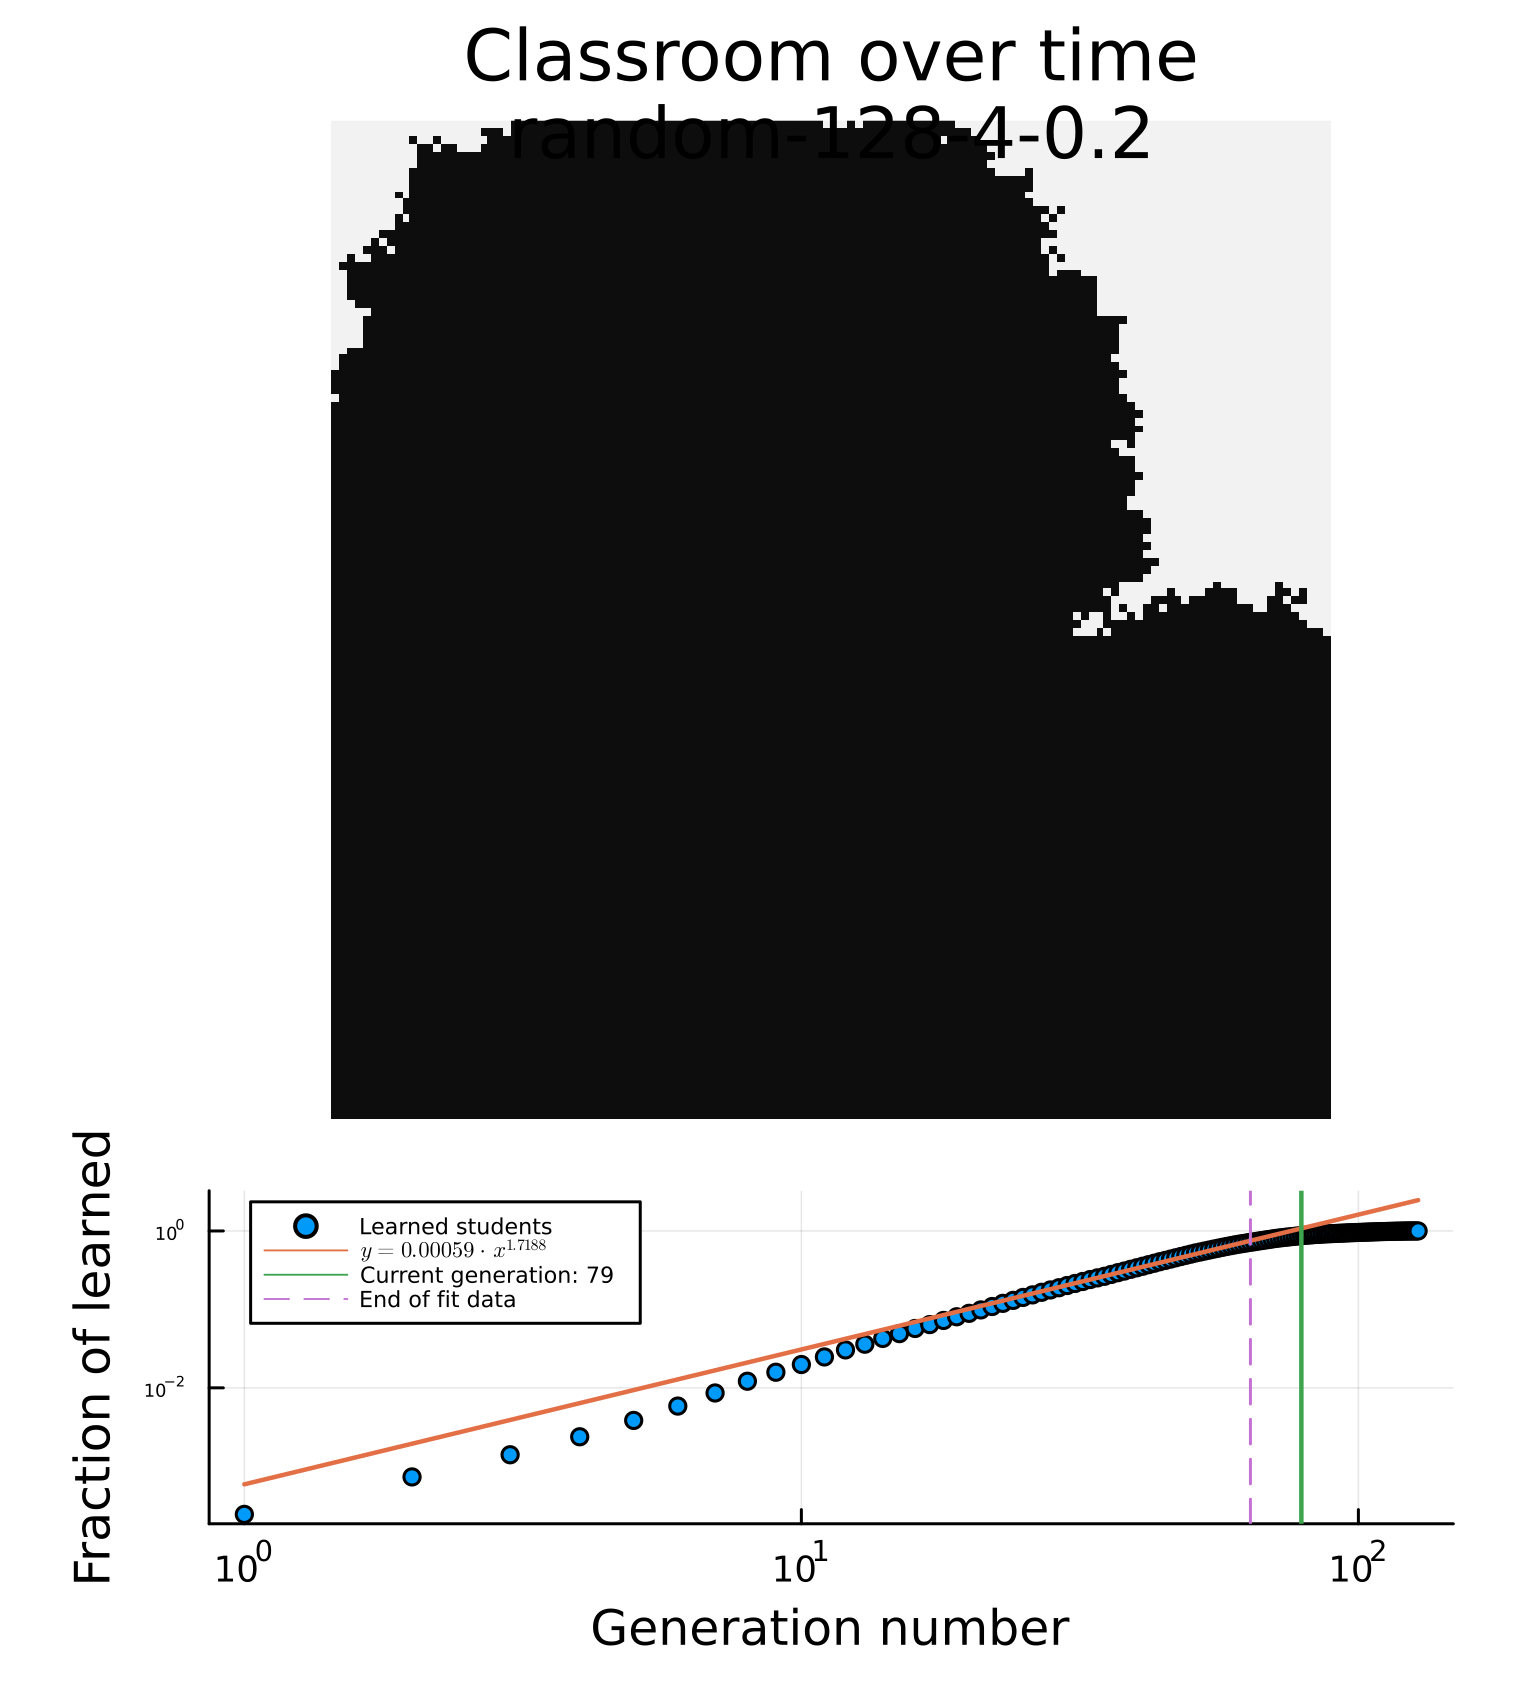 Classroom over time
random-128-4-0.2
Fraction of learned
10⁰
10⁻²
Learned students
y = 0.00059 · x¹·⁷¹⁸⁸
Current generation: 79
End of fit data
10⁰
10¹
10²
Generation number